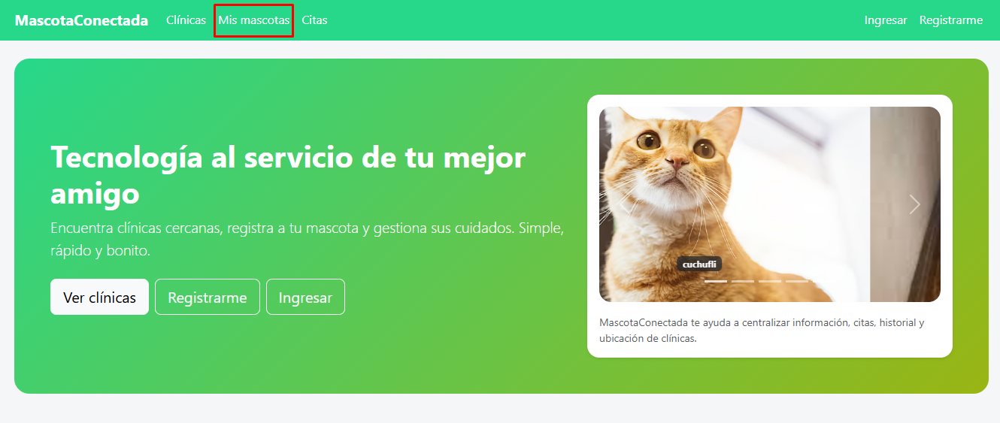 MascotaConectada Clínicas Mis mascotas Citas Ingresar Registrarme
Tecnología al servicio de tu mejor
amigo
Encuentra clínicas cercanas, registra a tu mascota y gestiona sus cuidados. Simple,
rápido y bonito.
Ver clínicas Registrarme Ingresar
cuchufli
MascotaConectada te ayuda a centralizar información, citas, historial y
ubicación de clínicas.